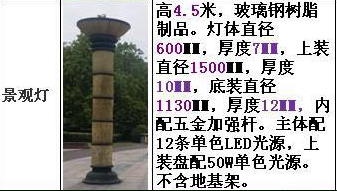 景观灯
高4.5米，玻璃钢树脂
制品。灯体直径
600MM，厚度7MM，上装
直径1500MM，厚度
10MM，底装直径
1130MM，厚度12MM，内
配五金加强杆。主体配
12条单色LED光源，上
装盘配50W单色光源。
不含地基架。